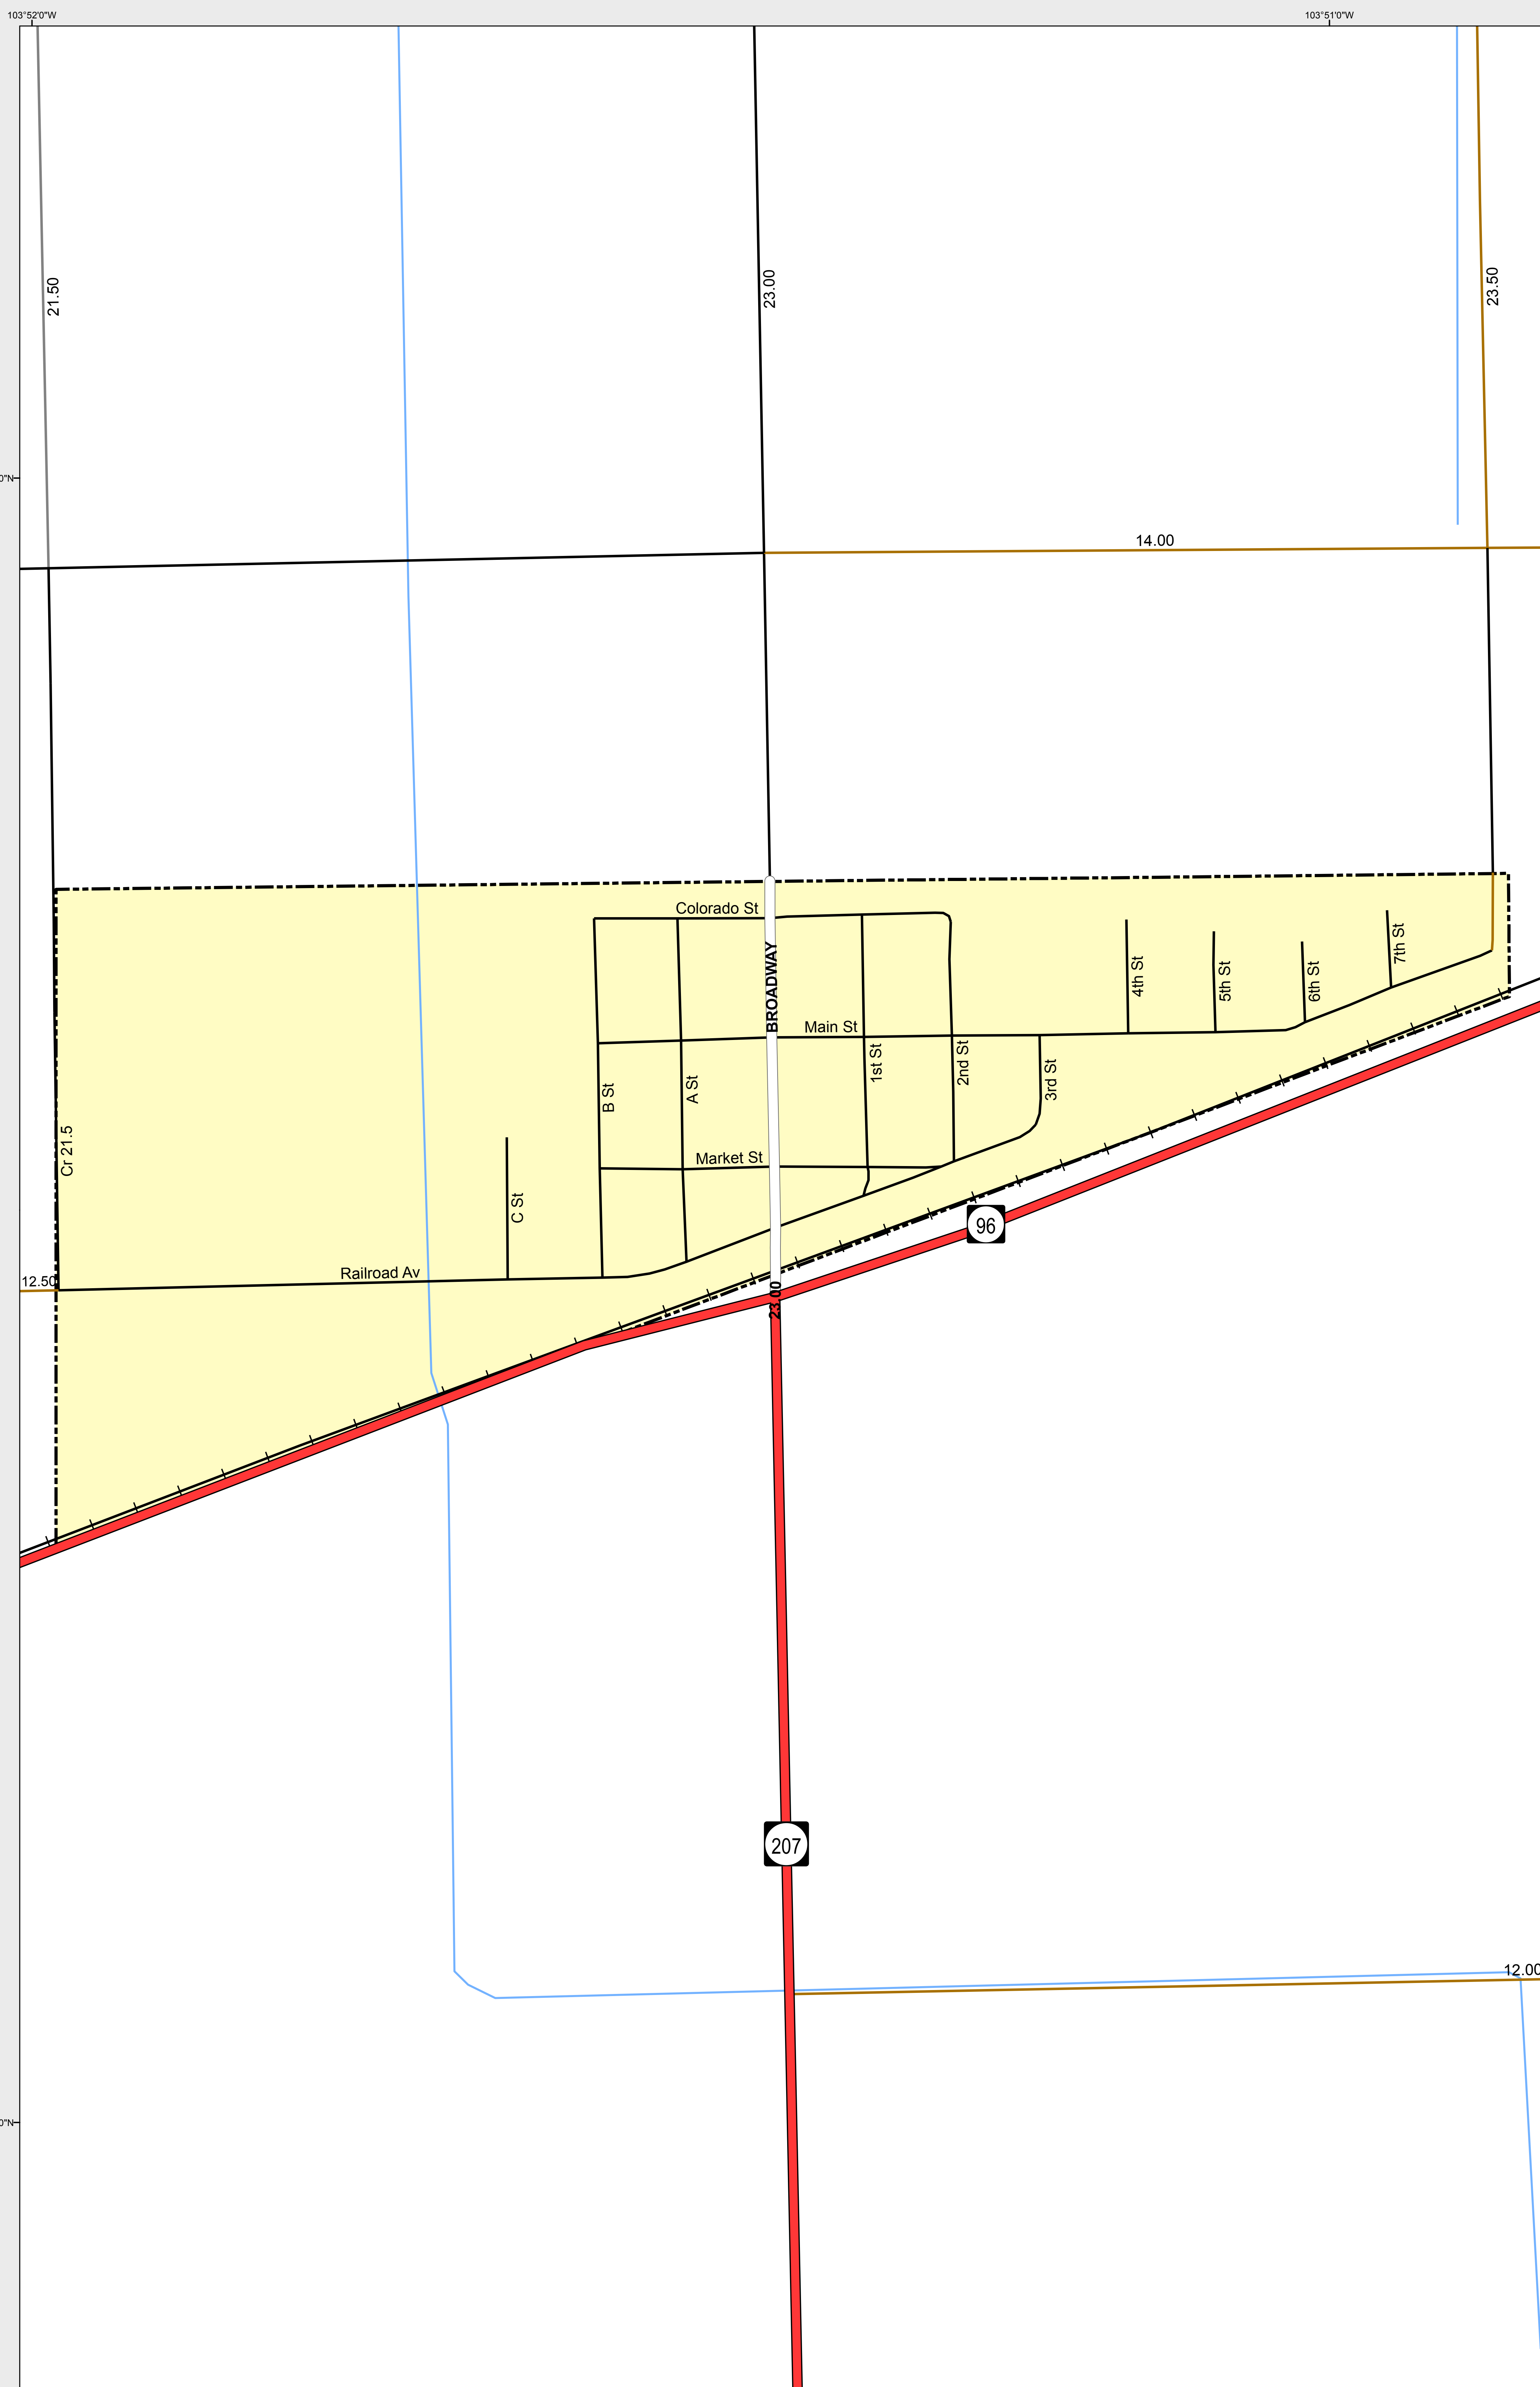 103°52'0"W
103°51'0"W
21.50
23.00
23.50
0"N
14.00
Colorado St
BROADWAY
Main St
4th St
5th St
6th St
7th St
1st St
2nd St
3rd St
B St
A St
Cr 21.5
Market St
C St
96
Railroad Av
12.50
23.00
207
12.00
0"N